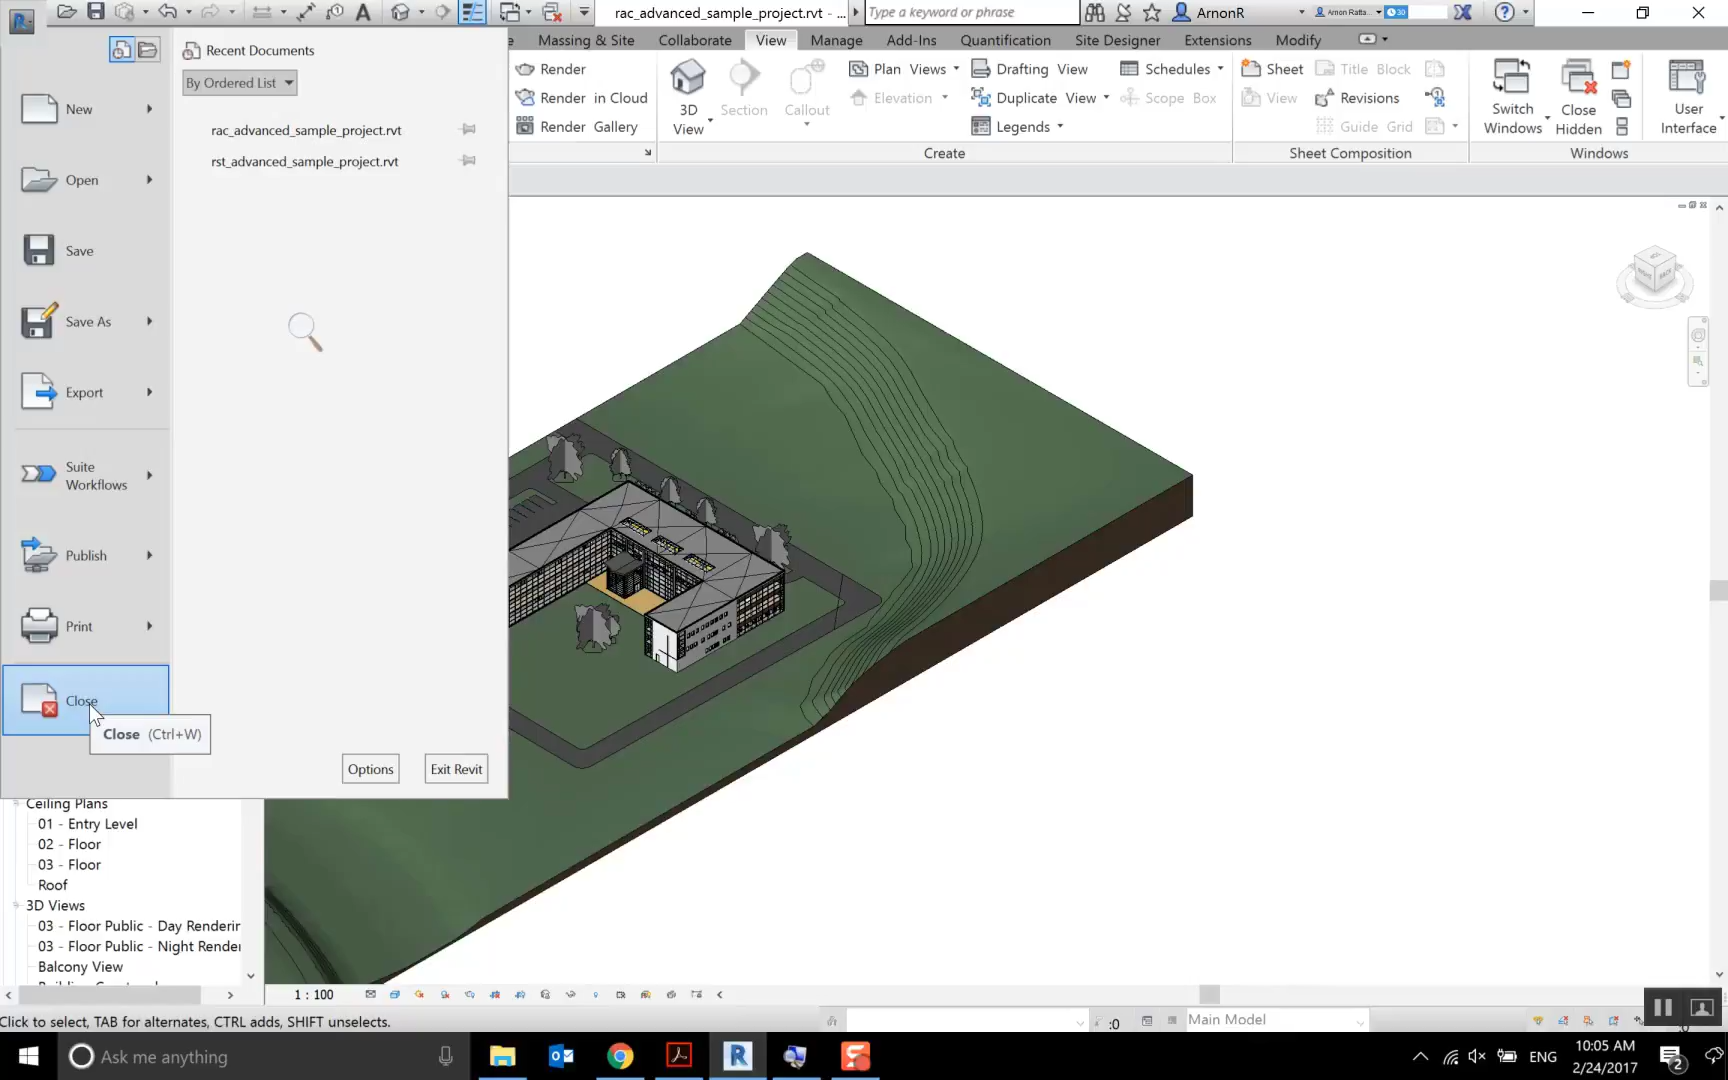 rac_advanced_sample_project.rvt - ...
Type a keyword or phrase
ArnonR
Arnon Ratta...
30
Massing & Site
Collaborate
View
Manage
Add-Ins
Quantification
Site Designer
Extensions
Modify
Recent Documents
By Ordered List
rac_advanced_sample_project.rvt
rst_advanced_sample_project.rvt
New
Open
Save
Save As
Export
Suite
Workflows
Publish
Print
Close
Close (Ctrl+W)
Options
Exit Revit
Render
Render in Cloud
Render Gallery
3D
View
Section
Callout
Plan Views
Elevation
Drafting View
Duplicate View
Legends
Schedules
Scope Box
Create
Sheet
View
Title Block
Revisions
Guide Grid
Sheet Composition
Switch
Windows
Close
Hidden
User
Interface
Windows
Ceiling Plans
01 - Entry Level
02 - Floor
03 - Floor
Roof
3D Views
03 - Floor Public - Day Renderin
03 - Floor Public - Night Render
Balcony View
1 : 100
Click to select, TAB for alternates, CTRL adds, SHIFT unselects.
:0
Main Model
:0
Ask me anything
ENG
10:05 AM
2/24/2017
2